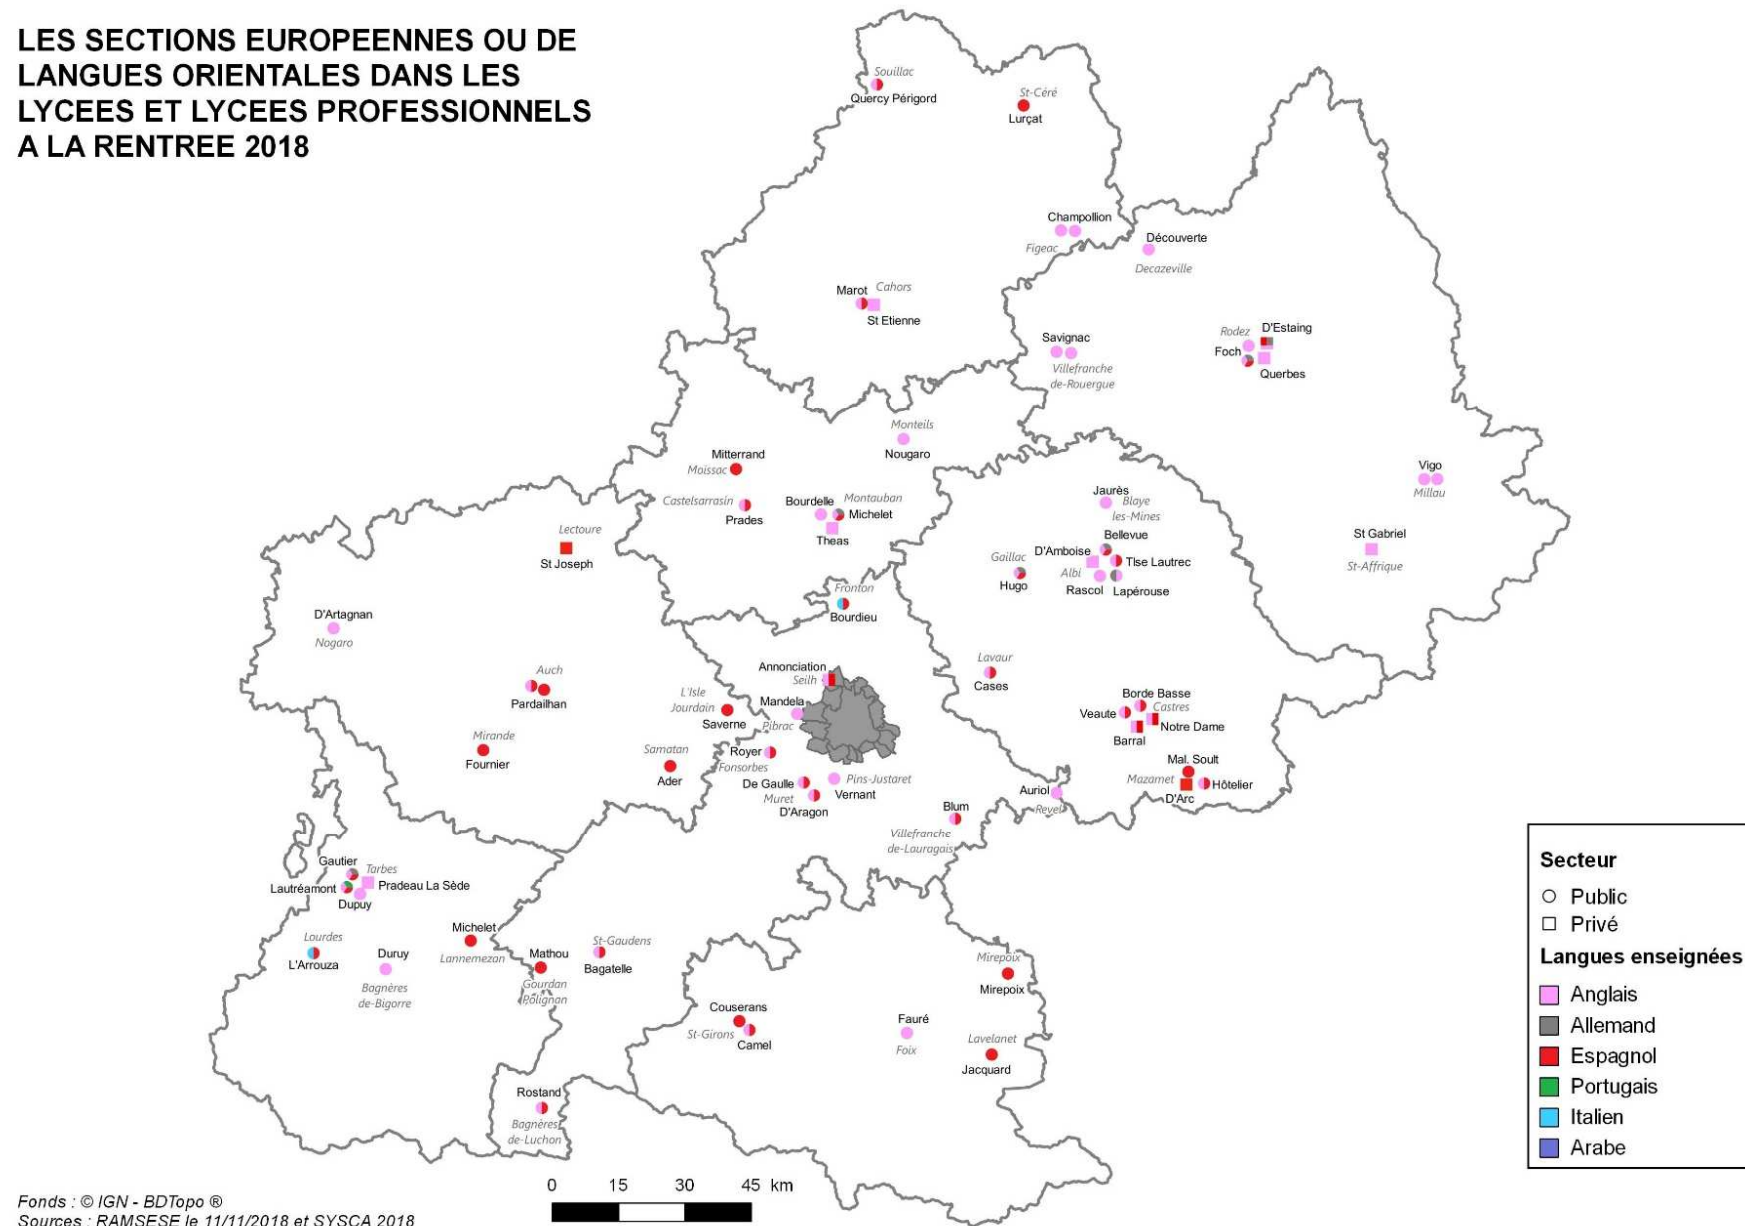 LES SECTIONS EUROPEENNES OU DE
LANGUES ORIENTALES DANS LES
LYCEES ET LYCEES PROFESSIONNELS
A LA RENTREE 2018
Souillac
Quercy Périgord
St-Céré
Lurçat
Champollion
Figeac
Découverte
Decazeville
Marot
Cahors
St Etienne
Savignac
Villefranche
de-Rouergue
Rodez
D'Estaing
Foch
Querbes
Monteils
Nougaro
Mitterrand
Moissac
Castelsarrasin
Prades
Bourdelle
Montauban
Michelet
Theas
Vigo
Millau
St Gabriel
St-Affrique
Jaurès
Blaye
les-Mines
Bellevue
D'Amboise
Tlse Lautrec
Albi
Rascol
Lapérouse
Gaillac
Hugo
Lectoure
St Joseph
Fronton
Bourdieu
D'Artagnan
Nogaro
Auch
Pardailhan
Mirande
Fournier
L'Isle
Jourdain
Saverne
Samatan
Ader
Annonciation
Seilh
Mandela
Pibrac
Royer
Fonsorbes
De Gaulle
Muret
D'Aragon
Pins-Justaret
Vernant
Lavaur
Cases
Borde Basse
Castres
Veaute
Notre Dame
Barral
Mal. Soult
Mazamet
Hôtelier
D'Arc
Auriol
Revel
Blum
Villefranche
de-Lauragais
Gautier
Tarbes
Lautréamont
Pradeau La Sède
Dupuy
Lourdes
L'Arrouza
Duruy
Bagnères
de-Bigorre
Michelet
Lannemezan
Mathou
Gourdan
Polignan
St-Gaudens
Bagatelle
Rostand
Bagnères
de-Luchon
Couserans
St-Girons
Camel
Fauré
Foix
Mirepoix
Mirepoix
Lavelanet
Jacquard
Secteur
Public
Privé
Langues enseignées
Anglais
Allemand
Espagnol
Portugais
Italien
Arabe
0 15 30 45 km
Fonds : © IGN - BDTopo ®
Sources : RAMSESE le 11/11/2018 et SYSCA 2018